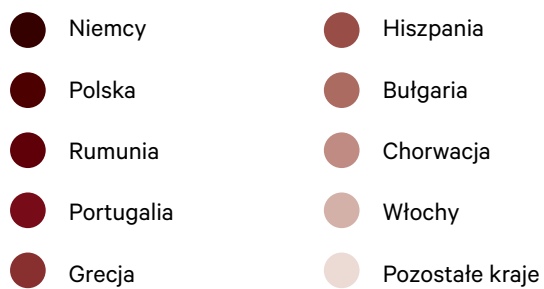 Niemcy
Polska
Rumunia
Portugalia
Grecja
Hiszpania
Bułgaria
Chorwacja
Włochy
Pozostałe kraje